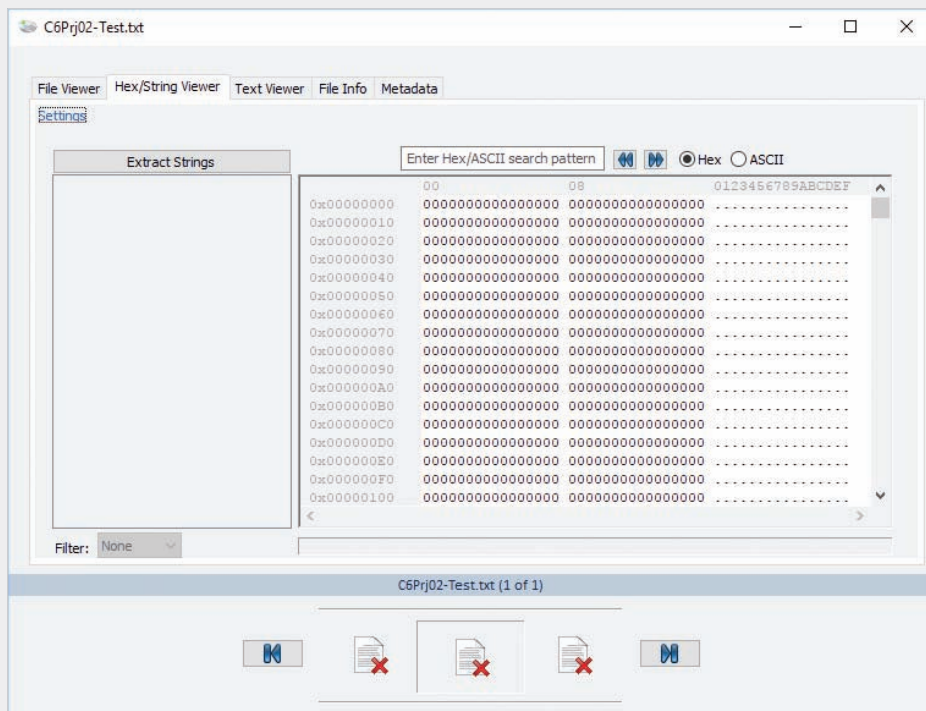 C6Prj02-Test.txt
File Viewer Hex/String Viewer Text Viewer File Info Metadata
Settings
Extract Strings Enter Hex/ASCII search pattern Hex ASCII
00 08 0123456789ABCDEF
0x00000000 0000000000000000 0000000000000000 ................
0x00000010 0000000000000000 0000000000000000 ................
0x00000020 0000000000000000 0000000000000000 ................
0x00000030 0000000000000000 0000000000000000 ................
0x00000040 0000000000000000 0000000000000000 ................
0x00000050 0000000000000000 0000000000000000 ................
0x00000060 0000000000000000 0000000000000000 ................
0x00000070 0000000000000000 0000000000000000 ................
0x00000080 0000000000000000 0000000000000000 ................
0x00000090 0000000000000000 0000000000000000 ................
0x000000A0 0000000000000000 0000000000000000 ................
0x000000B0 0000000000000000 0000000000000000 ................
0x000000C0 0000000000000000 0000000000000000 ................
0x000000D0 0000000000000000 0000000000000000 ................
0x000000E0 0000000000000000 0000000000000000 ................
0x000000F0 0000000000000000 0000000000000000 ................
0x00000100 0000000000000000 0000000000000000 ................
Filter: None
C6Prj02-Test.txt (1 of 1)